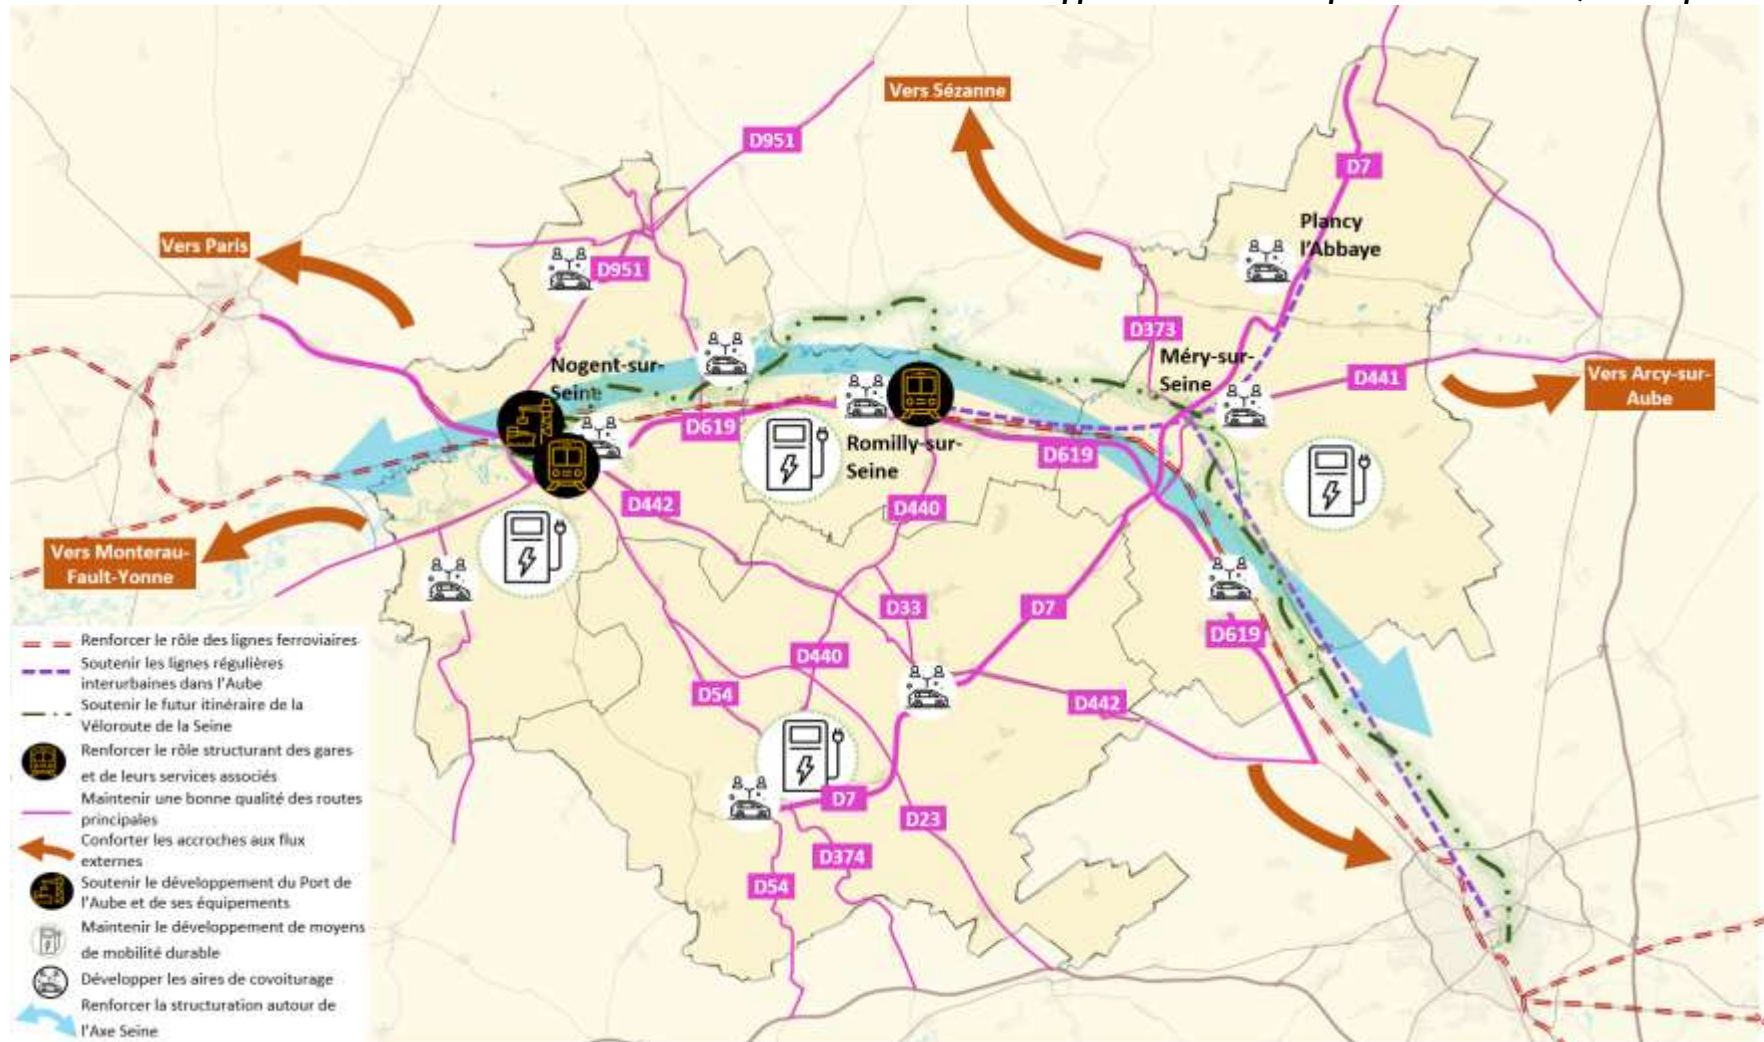 Vers Sézanne
D951
D7
Plancy
l'Abbaye
Vers Paris
D951
D373
Méry-sur-
Seine
Nogent-sur-
Seine
D441
Vers Arcy-sur-
Aube
D619
Romilly-sur-
Seine
D619
D442
D440
Vers Monterau-
Fault-Yonne
D33
D7
D619
D440
D54
D442
D7
D23
D374
D54
Renforcer le rôle des lignes ferroviaires
Soutenir les lignes régulières
interurbaines dans l'Aube
Soutenir le futur itinéraire de la
Véloroute de la Seine
Renforcer le rôle structurant des gares
et de leurs services associés
Maintenir une bonne qualité des routes
principales
Conforter les accroches aux flux
externes
Soutenir le développement du Port de
l'Aube et de ses équipements
Maintenir le développement de moyens
de mobilité durable
Développer les aires de covoiturage
Renforcer la structuration autour de
l'Axe Seine